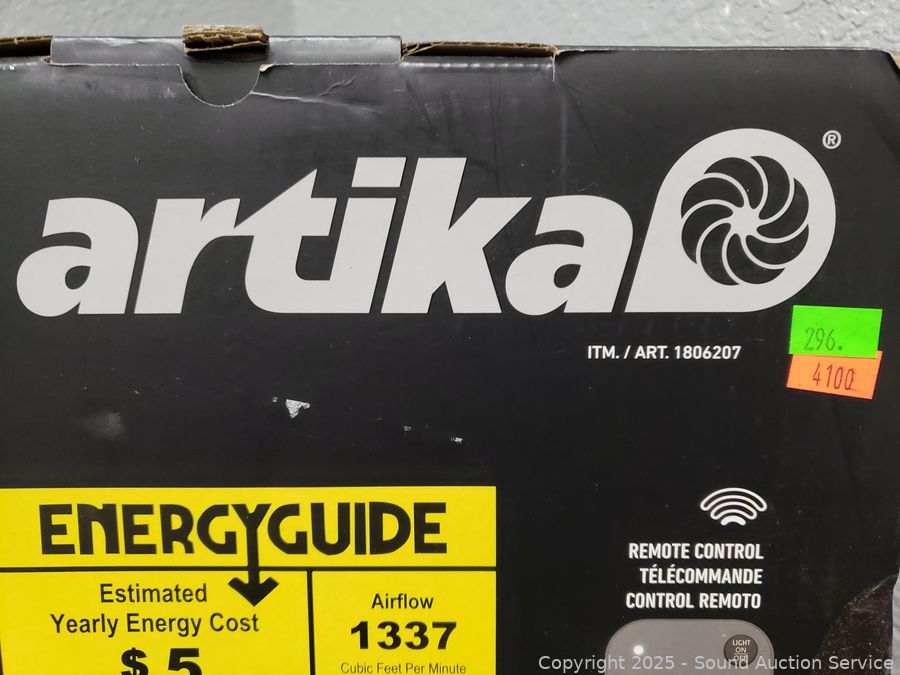 artika®
ITM. / ART. 1806207
296.
4100
ENERGYGUIDE
Estimated
Yearly Energy Cost
$5
Airflow
1337
Cubic Feet Per Minute
REMOTE CONTROL
TÉLÉCOMMANDE
CONTROL REMOTO
LIGHT
ON
OFF
Copyright 2025 - Sound Auction Service